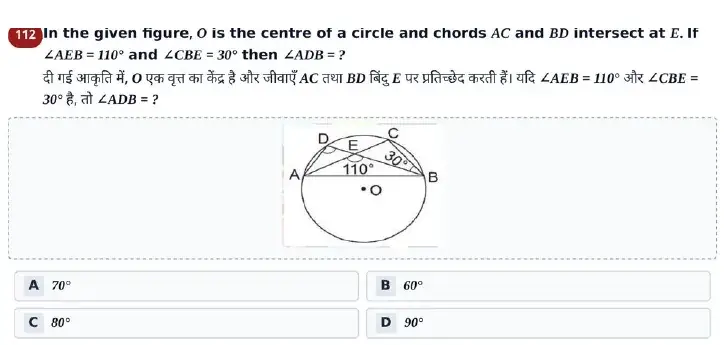 112 In the given figure, O is the centre of a circle and chords AC and BD intersect at E. If
∠AEB = 110° and ∠CBE = 30° then ∠ADB = ?
दी गई आकृति में, O एक वृत्त का केंद्र है और जीवाएँ AC तथा BD बिंदु E पर प्रतिच्छेद करती हैं। यदि ∠AEB = 110° और ∠CBE =
30° है, तो ∠ADB = ?
D E C
30°
A 110° B
O
A 70°
B 60°
C 80°
D 90°